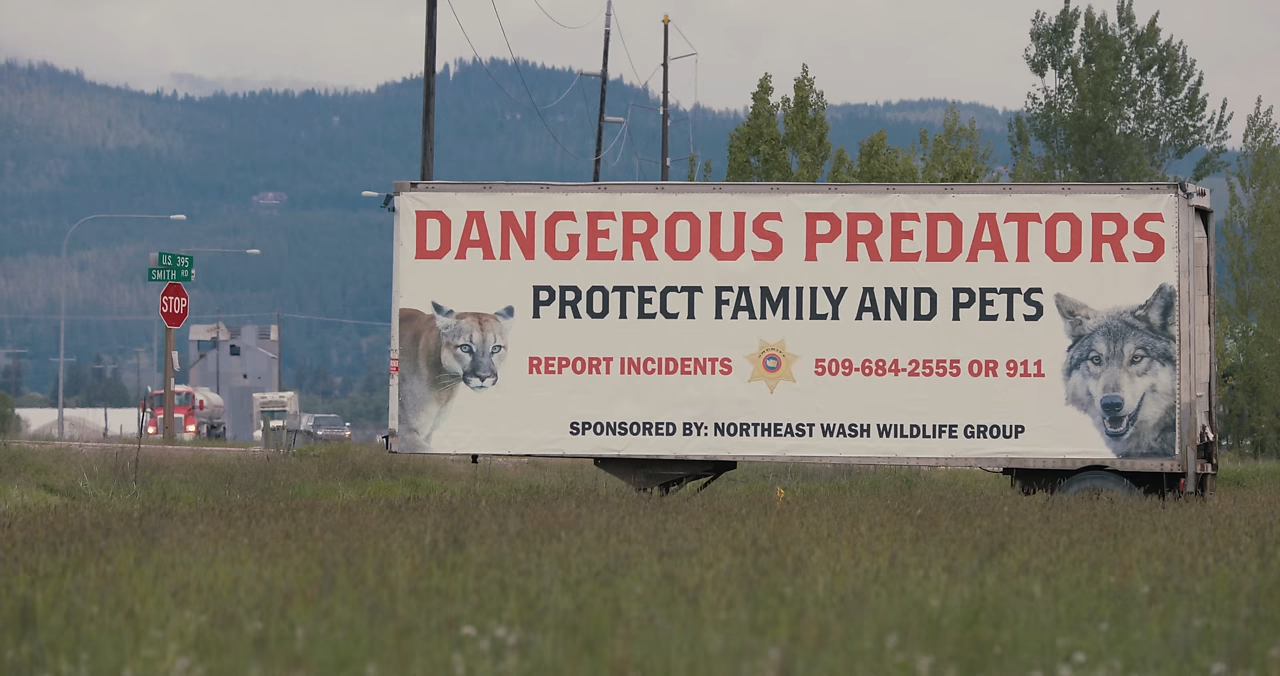 U.S. 395
SMITH RD
STOP
DANGEROUS PREDATORS
PROTECT FAMILY AND PETS
REPORT INCIDENTS SHERIFF 509-684-2555 OR 911
SPONSORED BY: NORTHEAST WASH WILDLIFE GROUP